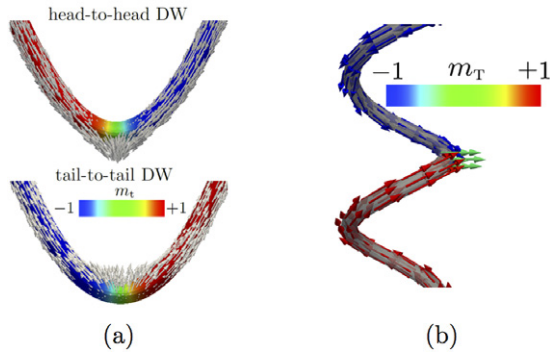 head-to-head DW
−1 m_T +1
tail-to-tail DW
m_t
−1 +1
(a) (b)